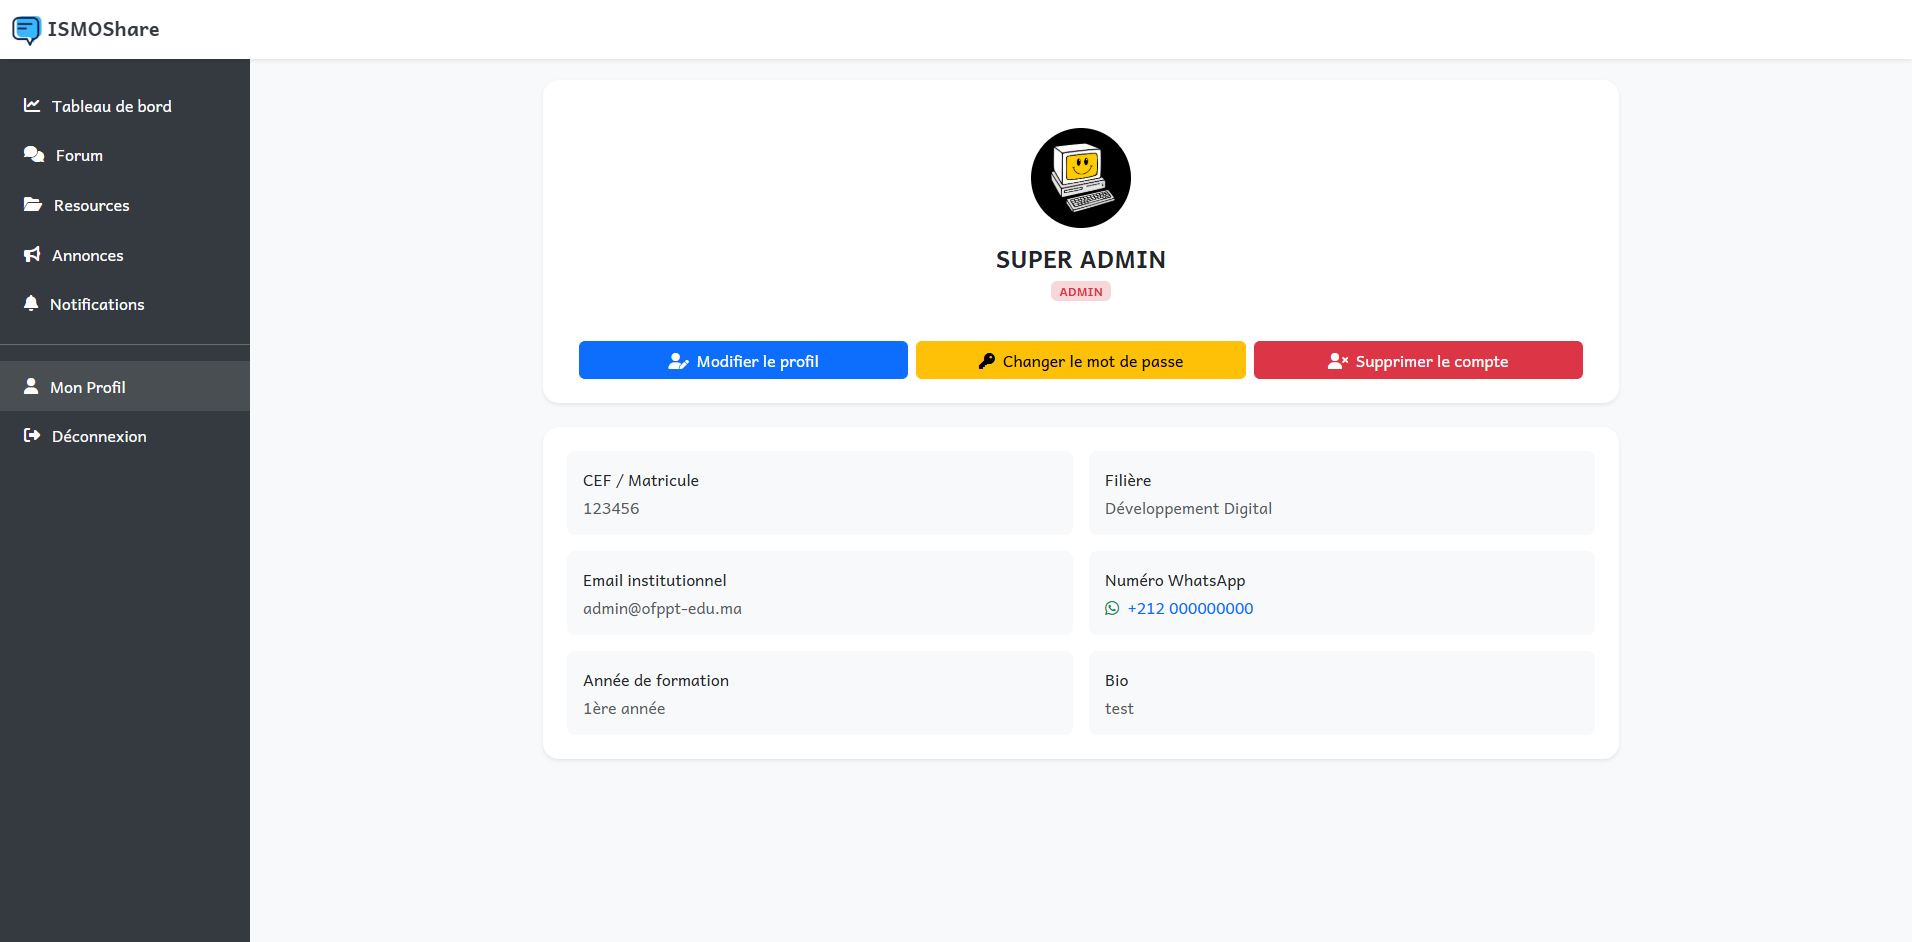 ISMOShare
Tableau de bord
Forum
Resources
Annonces
Notifications
Mon Profil
Déconnexion
SUPER ADMIN
ADMIN
Modifier le profil
Changer le mot de passe
Supprimer le compte
CEF / Matricule
123456
Filière
Développement Digital
Email institutionnel
admin@ofppt-edu.ma
Numéro WhatsApp
+212 000000000
Année de formation
1ère année
Bio
test